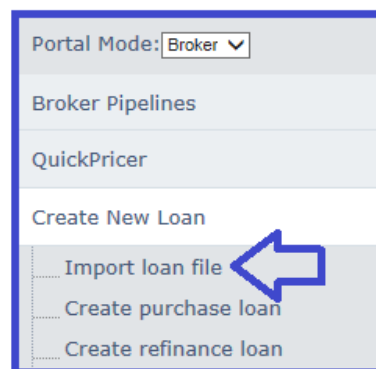 Portal Mode: Broker
Broker Pipelines
QuickPricer
Create New Loan
Import loan file
Create purchase loan
Create refinance loan